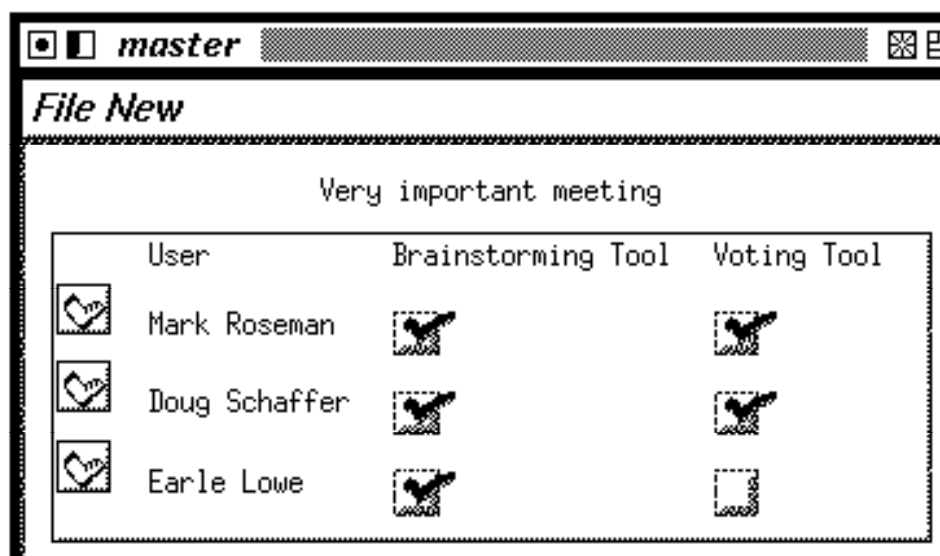 master
File New
Very important meeting
User Brainstorming Tool Voting Tool
Mark Roseman
Doug Schaffer
Earle Lowe